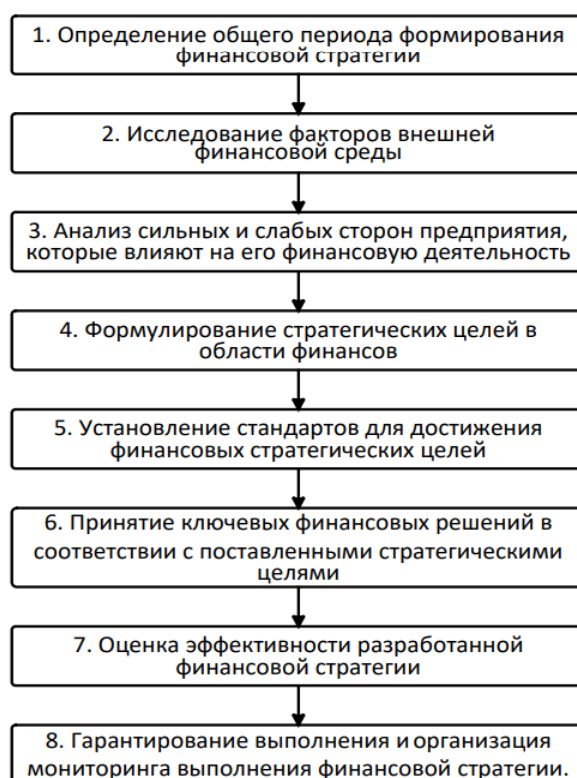 1. Определение общего периода формирования
финансовой стратегии
2. Исследование факторов внешней
финансовой среды
3. Анализ сильных и слабых сторон предприятия,
которые влияют на его финансовую деятельность
4. Формулирование стратегических целей в
области финансов
5. Установление стандартов для достижения
финансовых стратегических целей
6. Принятие ключевых финансовых решений в
соответствии с поставленными стратегическими
целями
7. Оценка эффективности разработанной
финансовой стратегии
8. Гарантирование выполнения и организация
мониторинга выполнения финансовой стратегии.